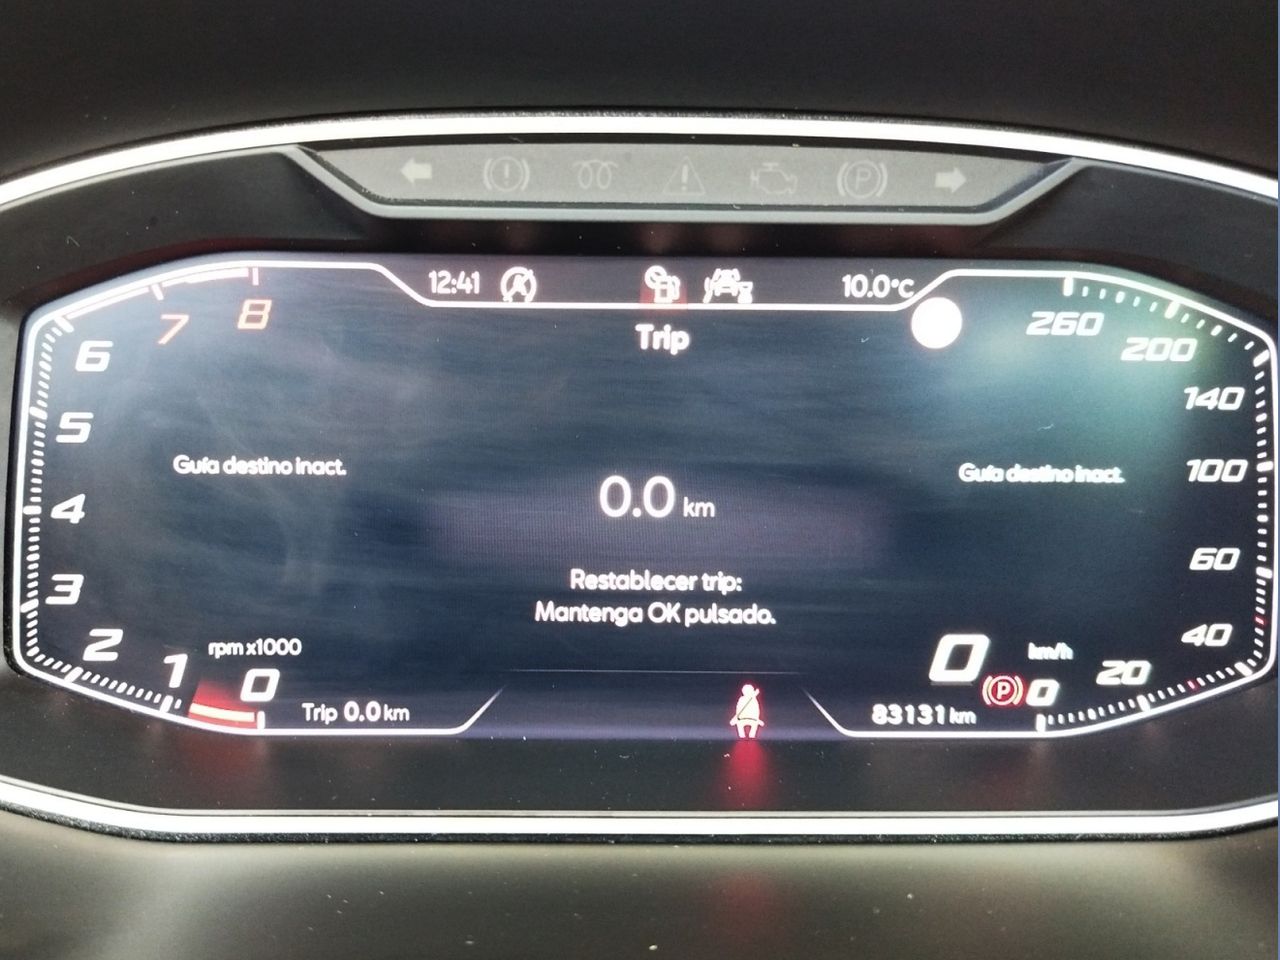 12:41
10.0°C
Trip
8
7
6
5
4
3
2
1
0
rpm x1000
Guía destino inact.
0.0 km
Restablecer trip:
Mantenga OK pulsado.
Guía destino inact.
260
200
140
100
60
40
20
0
0 km/h
P
P
A
Trip 0.0 km
83131 km